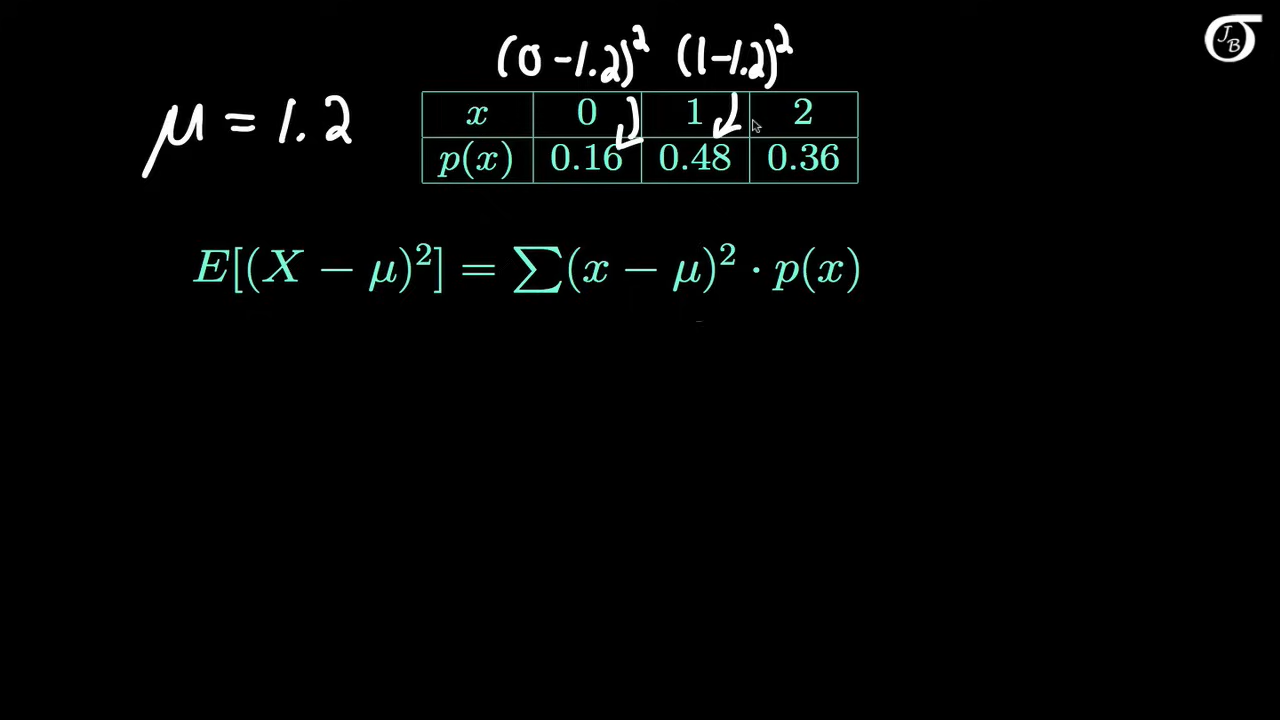 (0-1.2)² (1-1.2)²
μ = 1.2
x 0 1 2
p(x) 0.16 0.48 0.36
E[(X − μ)²] = ∑(x − μ)² · p(x)
JB